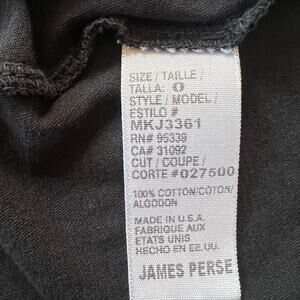 SIZE / TAILLE /
TALLA: 0
STYLE / MODEL /
ESTILO #
MKJ3361
RN# 95339
CA# 31092
CUT / COUPE /
CORTE #027500
100% COTTON/COTON/
ALGODON
MADE IN U.S.A.
FABRIQUE AUX
ETATS UNIS
HECHO EN EE.UU.
JAMES PERSE